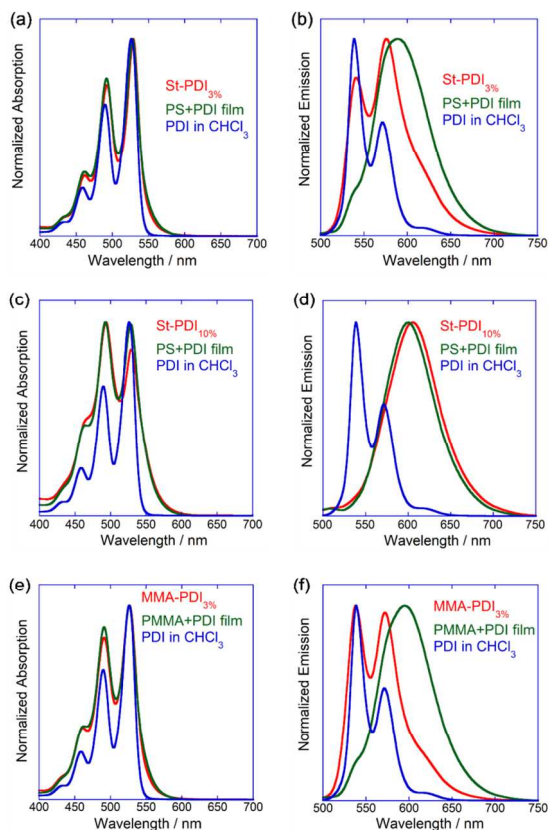 (a)
Normalized Absorption
St-PDI3%
PS+PDI film
PDI in CHCl3
400 450 500 550 600 650 700
Wavelength / nm
(b)
Normalized Emission
St-PDI3%
PS+PDI film
PDI in CHCl3
500 550 600 650 700 750
Wavelength / nm
(c)
Normalized Absorption
St-PDI10%
PS+PDI film
PDI in CHCl3
400 450 500 550 600 650 700
Wavelength / nm
(d)
Normalized Emission
St-PDI10%
PS+PDI film
PDI in CHCl3
500 550 600 650 700 750
Wavelength / nm
(e)
Normalized Absorption
MMA-PDI3%
PMMA+PDI film
PDI in CHCl3
400 450 500 550 600 650 700
Wavelength / nm
(f)
Normalized Emission
MMA-PDI3%
PMMA+PDI film
PDI in CHCl3
500 550 600 650 700 750
Wavelength / nm